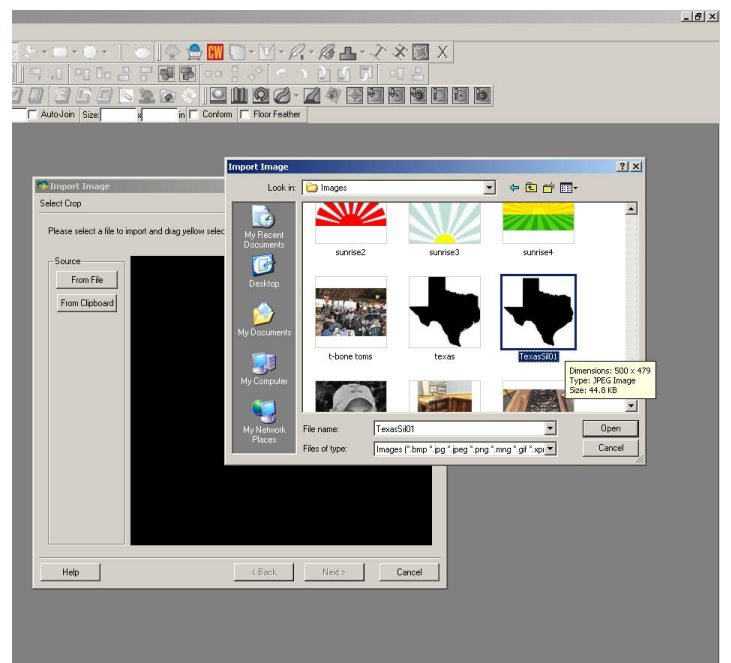 CW
X
Auto-Join Size: x in Conform Floor Feather
Import Image
Look in: Images
Import Image
Select Crop
Please select a file to import and drag yellow selec
Source
From File
From Clipboard
My Recent
Documents
Desktop
My Documents
My Computer
My Network
Places
sunrise2 sunrise3 sunrise4
t-bone toms texas TexasSil01
Dimensions: 500 x 479
Type: JPEG Image
Size: 44.8 KB
File name: TexasSil01 Open
Files of type: Images (*.bmp *.jpg *.jpeg *.png *.mng *.gif *.xp Cancel
Help < Back Next > Cancel